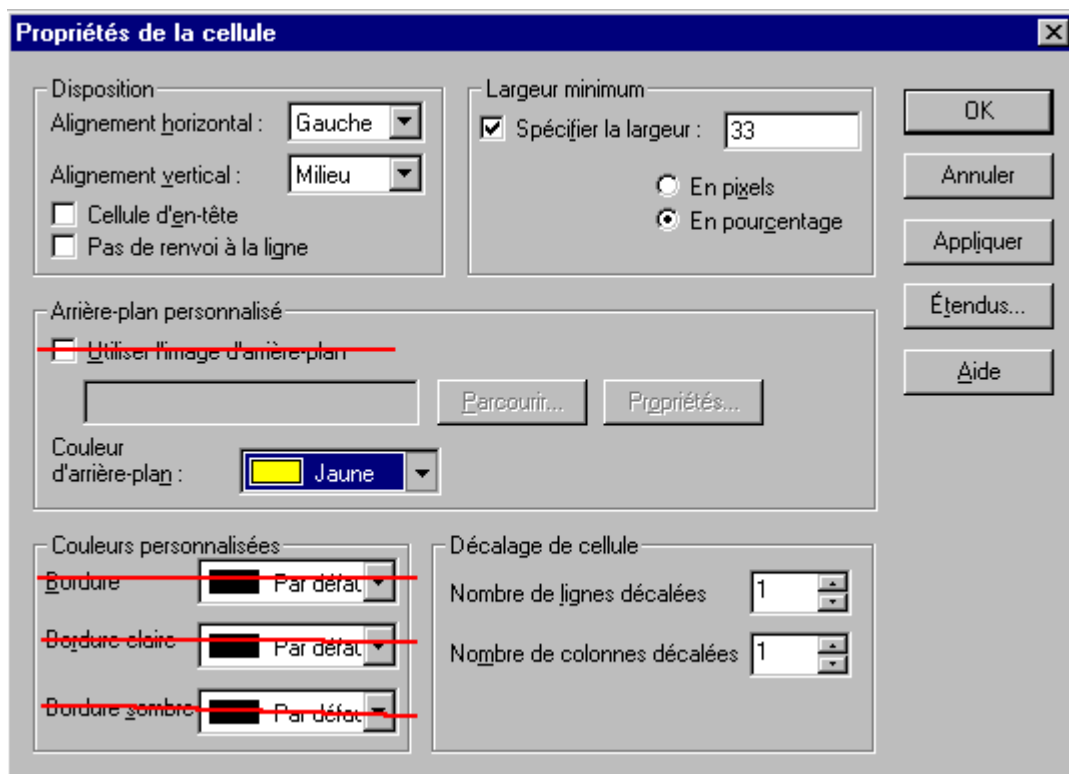 Propriétés de la cellule
Disposition
Alignement horizontal : Gauche
Alignement vertical : Milieu
Cellule d'en-tête
Pas de renvoi à la ligne
Largeur minimum
Spécifier la largeur : 33
En pixels
En pourcentage
OK
Annuler
Appliquer
Étendus...
Aide
Arrière-plan personnalisé
Utiliser l'image d'arrière-plan
Parcourir... Propriétés...
Couleur
d'arrière-plan : Jaune
Couleurs personnalisées
Bordure Par défau
Bordure claire Par défau
Bordure sombre Par défau
Décalage de cellule
Nombre de lignes décalées 1
Nombre de colonnes décalées 1